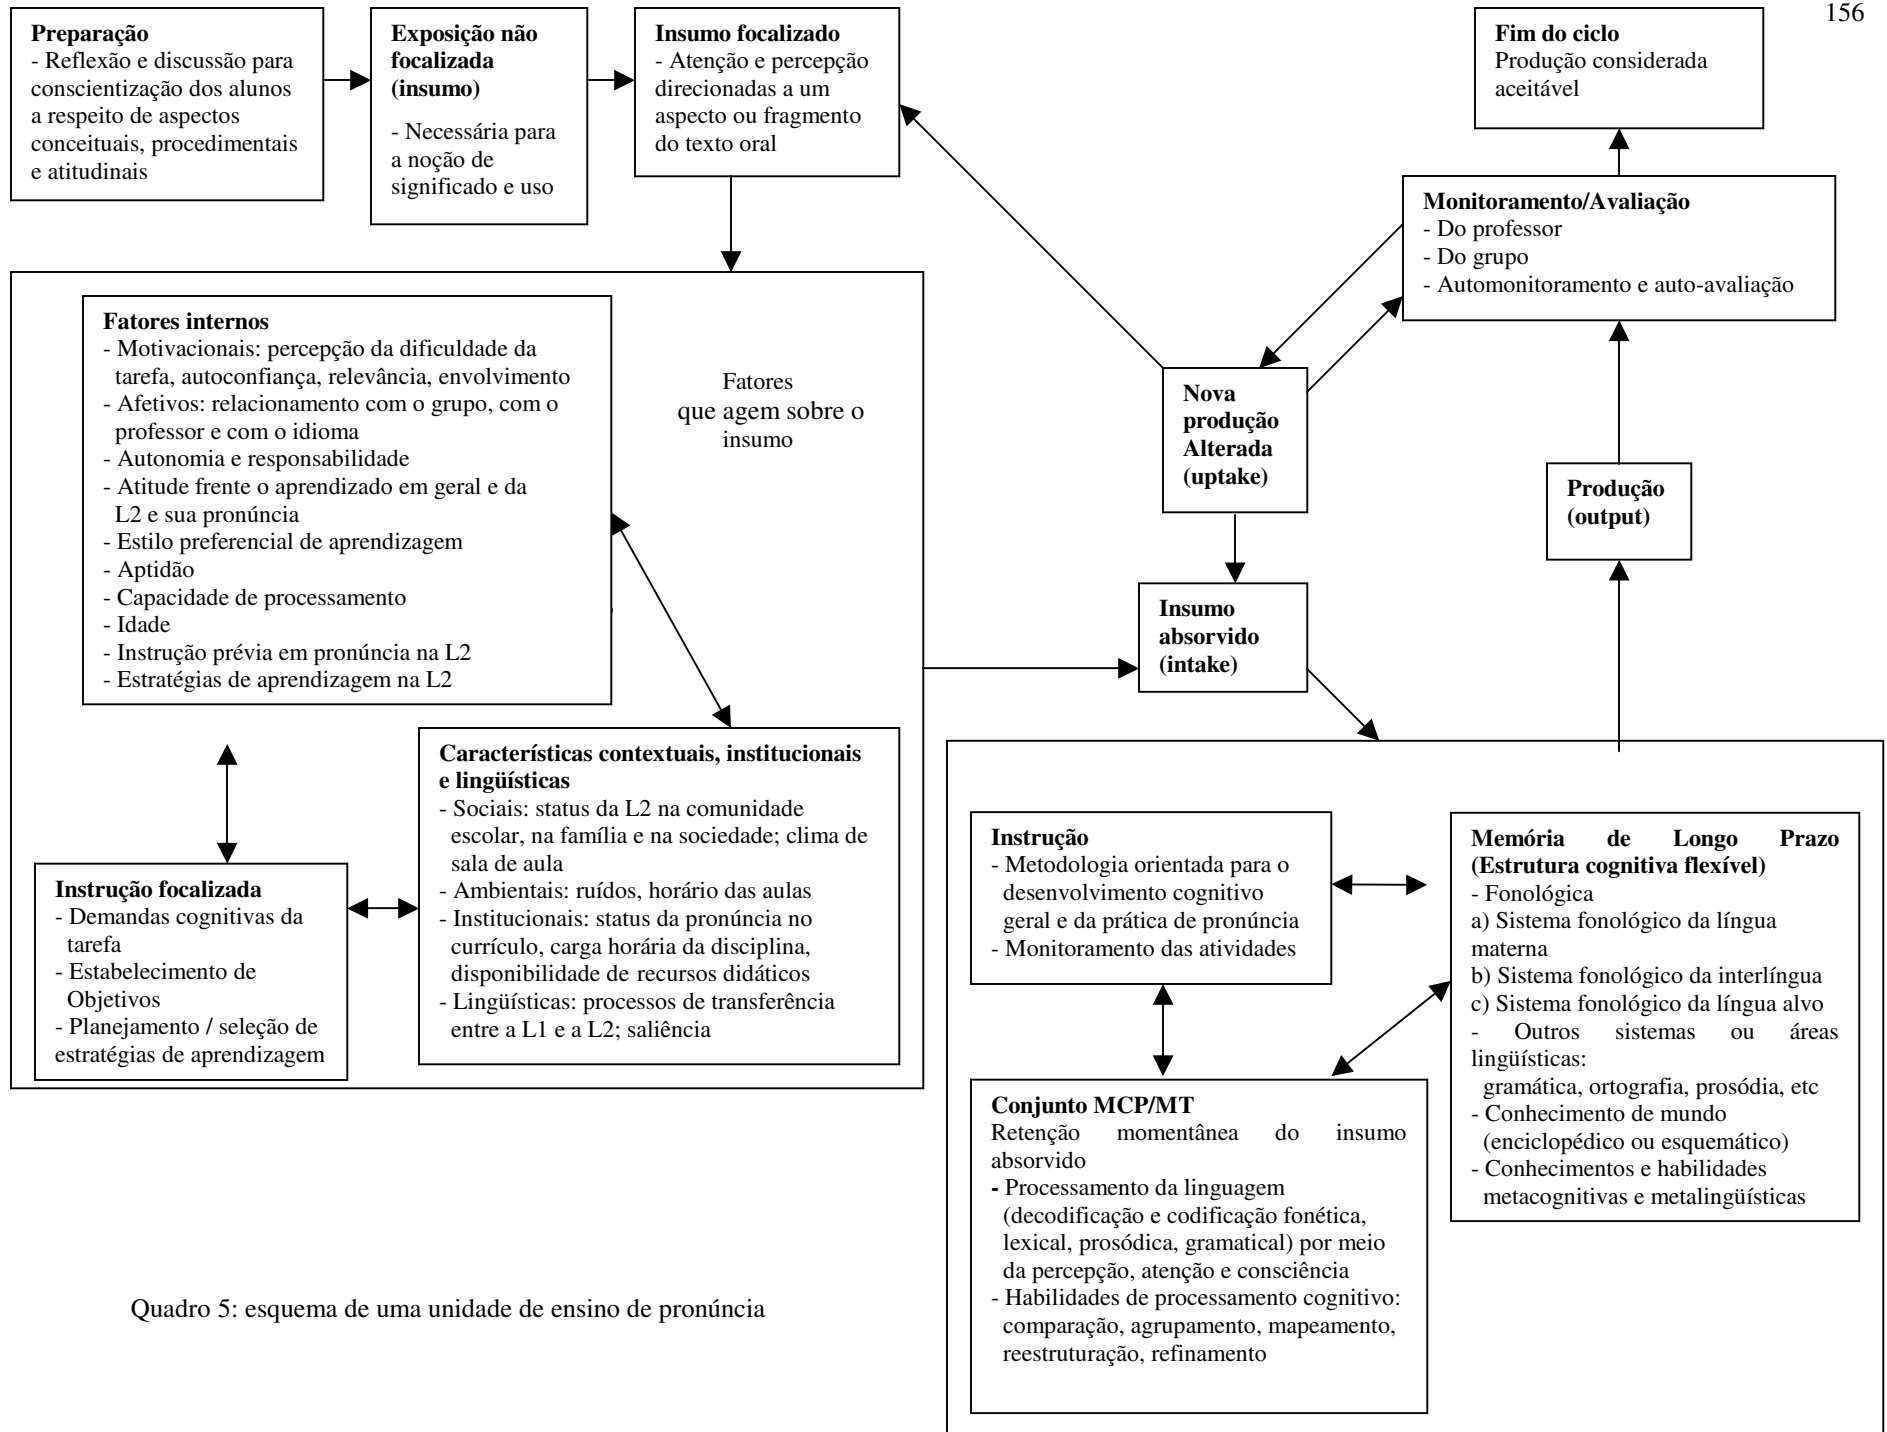 156
Preparação
- Reflexão e discussão para
conscientização dos alunos
a respeito de aspectos
conceituais, procedimentais
e atitudinais
Exposição não
focalizada
(insumo)
- Necessária para
a noção de
significado e uso
Insumo focalizado
- Atenção e percepção
direcionadas a um
aspecto ou fragmento
do texto oral
Fim do ciclo
Produção considerada
aceitável
Monitoramento/Avaliação
- Do professor
- Do grupo
- Automonitoramento e auto-avaliação
Fatores internos
- Motivacionais: percepção da dificuldade da
tarefa, autoconfiança, relevância, envolvimento
- Afetivos: relacionamento com o grupo, com o
professor e com o idioma
- Autonomia e responsabilidade
- Atitude frente o aprendizado em geral e da
L2 e sua pronúncia
- Estilo preferencial de aprendizagem
- Aptidão
- Capacidade de processamento
- Idade
- Instrução prévia em pronúncia na L2
- Estratégias de aprendizagem na L2
Fatores
que agem sobre o
insumo
Nova
produção
Alterada
(uptake)
Produção
(output)
Insumo
absorvido
(intake)
Características contextuais, institucionais
e lingüísticas
- Sociais: status da L2 na comunidade
escolar, na família e na sociedade; clima de
sala de aula
- Ambientais: ruídos, horário das aulas
- Institucionais: status da pronúncia no
currículo, carga horária da disciplina,
disponibilidade de recursos didáticos
- Lingüísticas: processos de transferência
entre a L1 e a L2; saliência
Instrução focalizada
- Demandas cognitivas da
tarefa
- Estabelecimento de
Objetivos
- Planejamento / seleção de
estratégias de aprendizagem
Instrução
- Metodologia orientada para o
desenvolvimento cognitivo
geral e da prática de pronúncia
- Monitoramento das atividades
Memória de Longo Prazo
(Estrutura cognitiva flexível)
- Fonológica
a) Sistema fonológico da língua
materna
b) Sistema fonológico da interlíngua
c) Sistema fonológico da língua alvo
- Outros sistemas ou áreas
lingüísticas:
gramática, ortografia, prosódia, etc
- Conhecimento de mundo
(enciclopédico ou esquemático)
- Conhecimentos e habilidades
metacognitivas e metalingüísticas
Conjunto MCP/MT
Retenção momentânea do insumo
absorvido
- Processamento da linguagem
(decodificação e codificação fonética,
lexical, prosódica, gramatical) por meio
da percepção, atenção e consciência
- Habilidades de processamento cognitivo:
comparação, agrupamento, mapeamento,
reestruturação, refinamento
Quadro 5: esquema de uma unidade de ensino de pronúncia